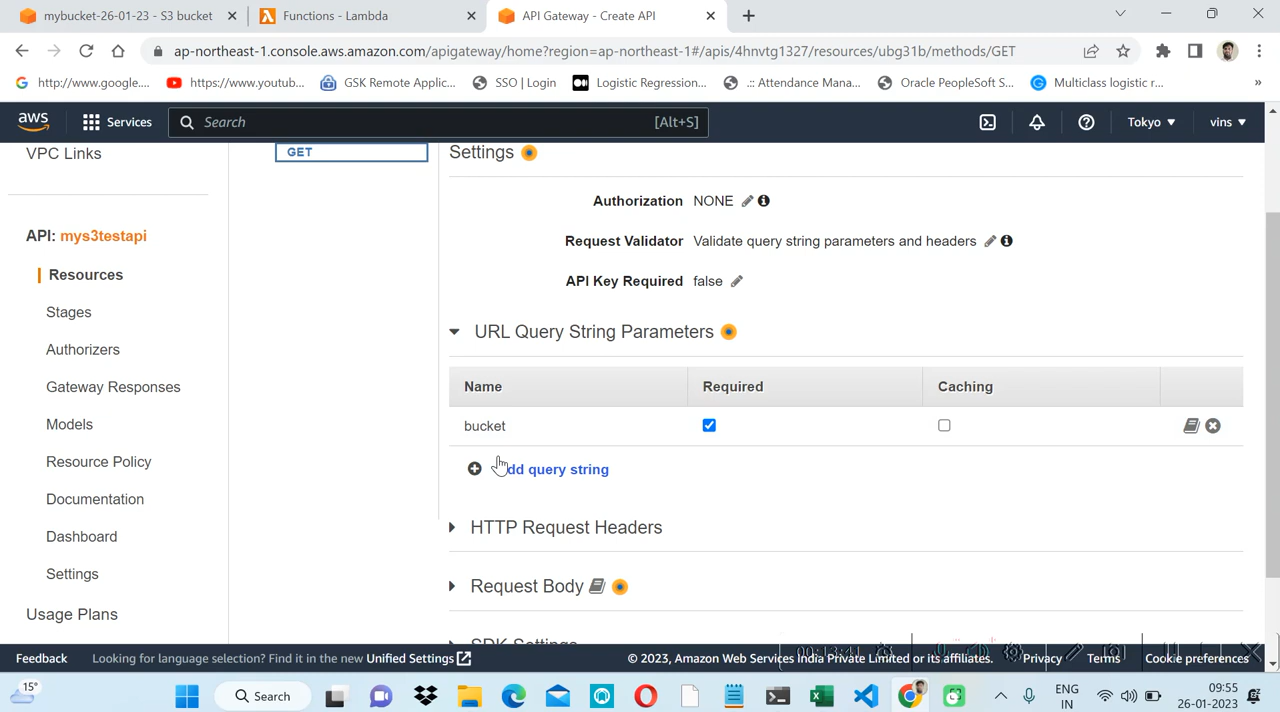 mybucket-26-01-23 - S3 bucket
Functions - Lambda
API Gateway - Create API
ap-northeast-1.console.aws.amazon.com/apigateway/home?region=ap-northeast-1#/apis/4hnvtg1327/resources/ubg31b/methods/GET
http://www.google....
https://www.youtub...
GSK Remote Applic...
SSO | Login
Logistic Regression...
.:: Attendance Mana...
Oracle PeopleSoft S...
Multiclass logistic r...
»
aws
Services
Search
[Alt+S]
Tokyo
vins
VPC Links
API: mys3testapi
Resources
Stages
Authorizers
Gateway Responses
Models
Resource Policy
Documentation
Dashboard
Settings
Usage Plans
GET
Settings
Authorization NONE
Request Validator Validate query string parameters and headers
API Key Required false
URL Query String Parameters
Name Required Caching
bucket
Add query string
HTTP Request Headers
Request Body
SDK Settings
Feedback
Looking for language selection? Find it in the new Unified Settings
© 2023, Amazon Web Services India Private Limited or its affiliates.
Privacy
Terms
Cookie preferences
00:13:41
15°
Search
ENG
IN
09:55
26-01-2023